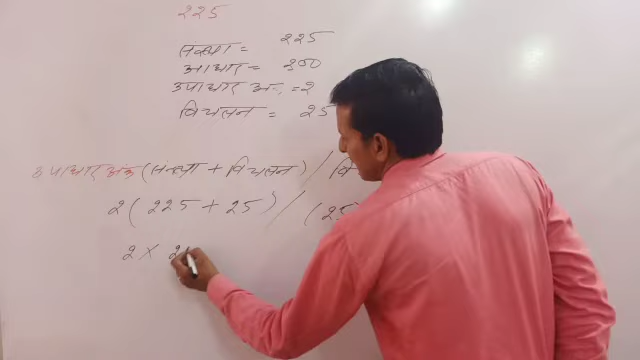 225
संख्या = 225
आधार = 200
उपाधार अंक = 2
विचलन = 25
उपाधार अंक (संख्या + विचलन) / वि
2 ( 225 + 25 ) / (25
2 ×